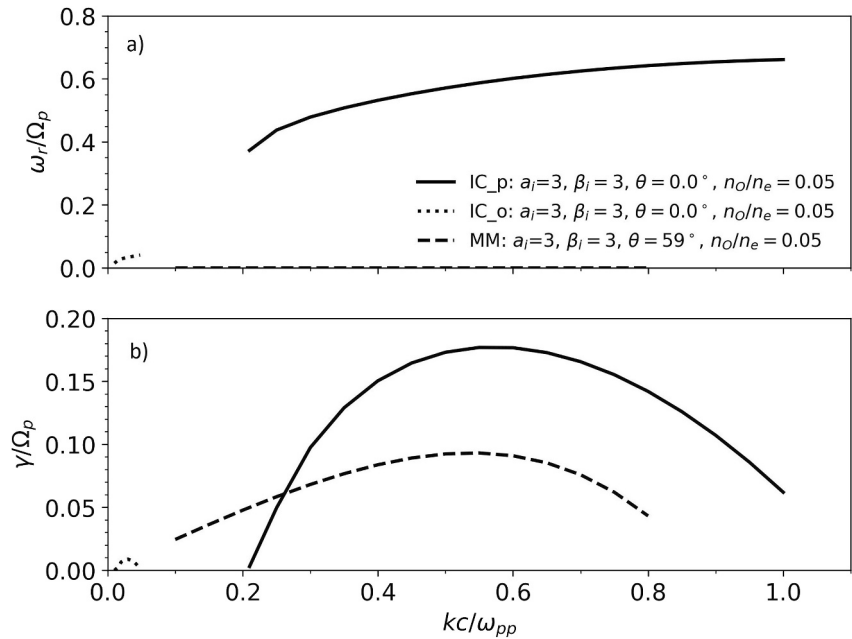 0.8
a)
0.6
0.4
0.2
0.0
ω_r/Ω_p
IC_p: a_i=3, β_i = 3, θ = 0.0°, n_O/n_e = 0.05
IC_o: a_i=3, β_i = 3, θ = 0.0°, n_O/n_e = 0.05
MM: a_i=3, β_i = 3, θ = 59°, n_O/n_e = 0.05
0.20
b)
0.15
0.10
0.05
0.00
γ/Ω_p
0.0 0.2 0.4 0.6 0.8 1.0
kc/ω_pp